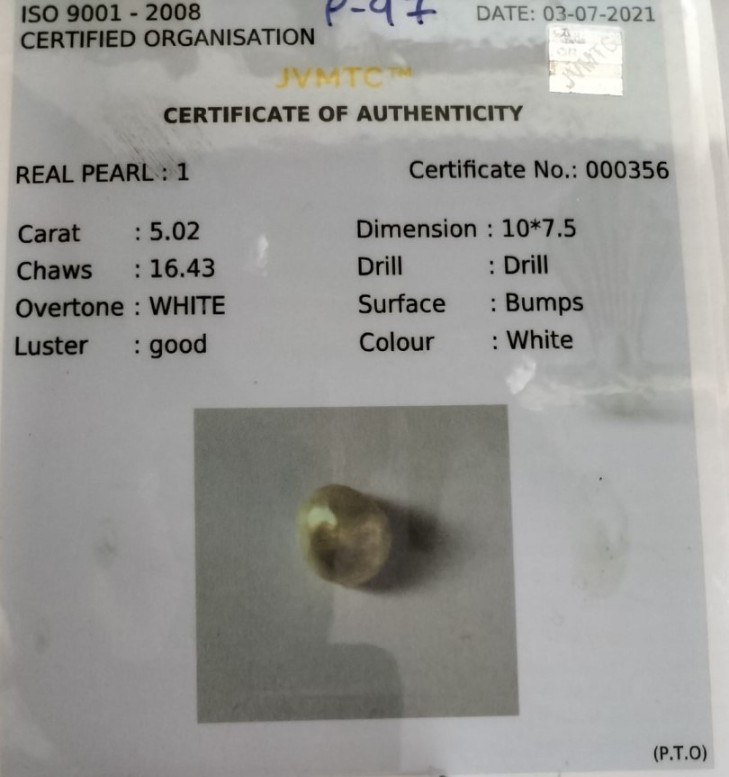 ISO 9001 - 2008
CERTIFIED ORGANISATION
P-97
DATE: 03-07-2021
JVMTC™
JVMTC
CERTIFICATE OF AUTHENTICITY
REAL PEARL : 1
Certificate No.: 000356
Carat : 5.02
Dimension : 10*7.5
Chaws : 16.43
Drill : Drill
Overtone : WHITE
Surface : Bumps
Luster : good
Colour : White
(P.T.O)